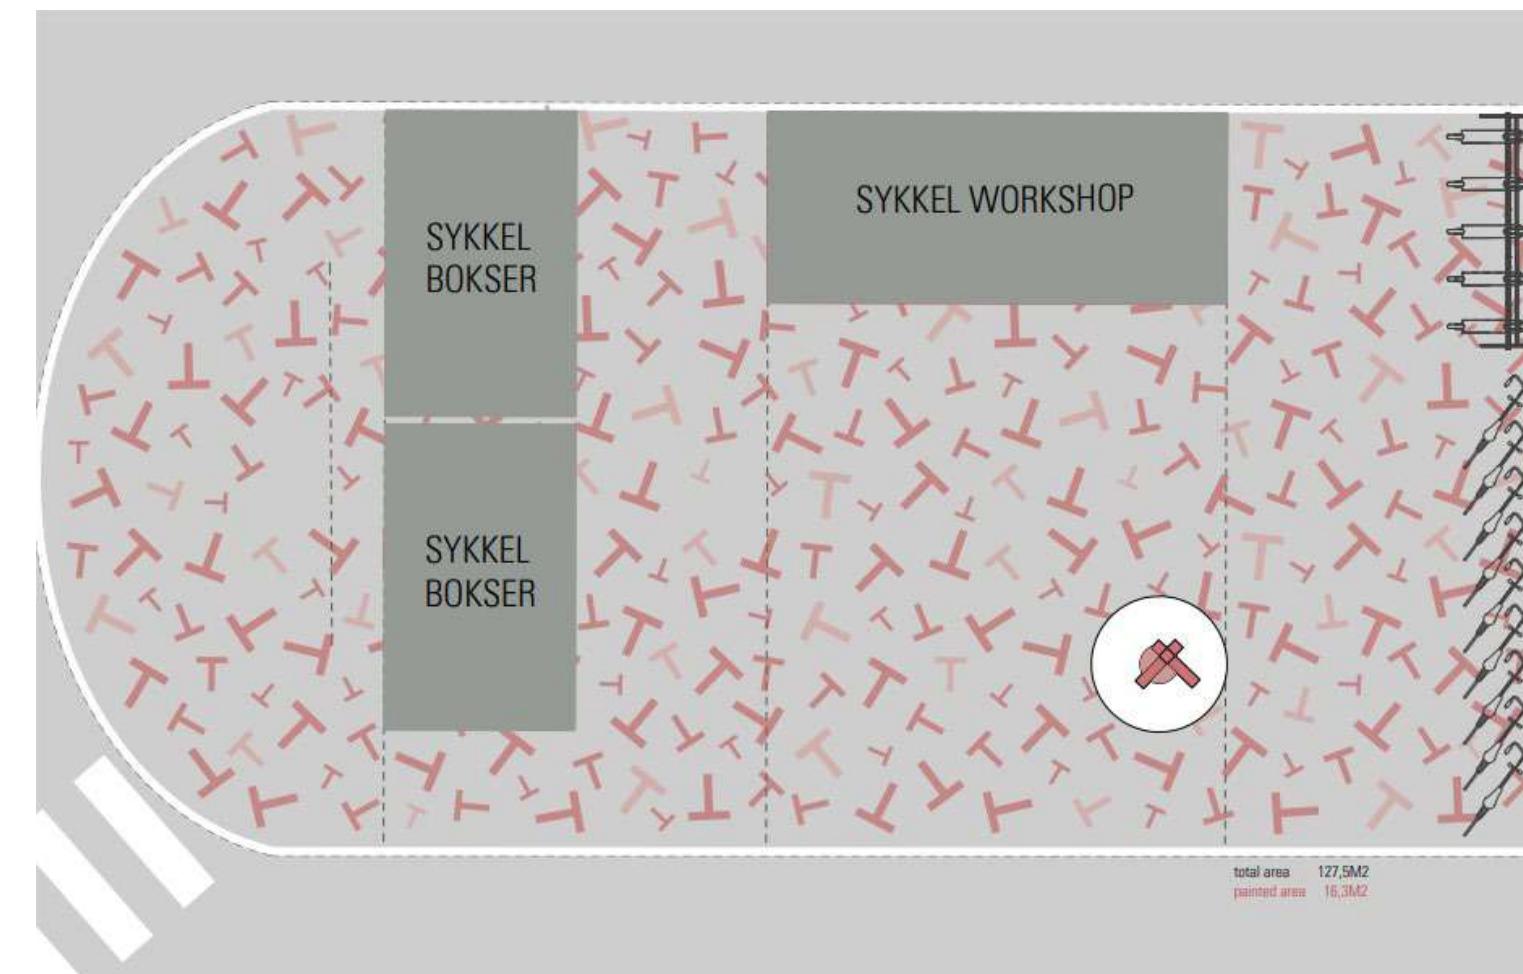 SYKKEL
BOKSER
SYKKEL WORKSHOP
SYKKEL
BOKSER
total area 127,5M2
painted area 16,3M2